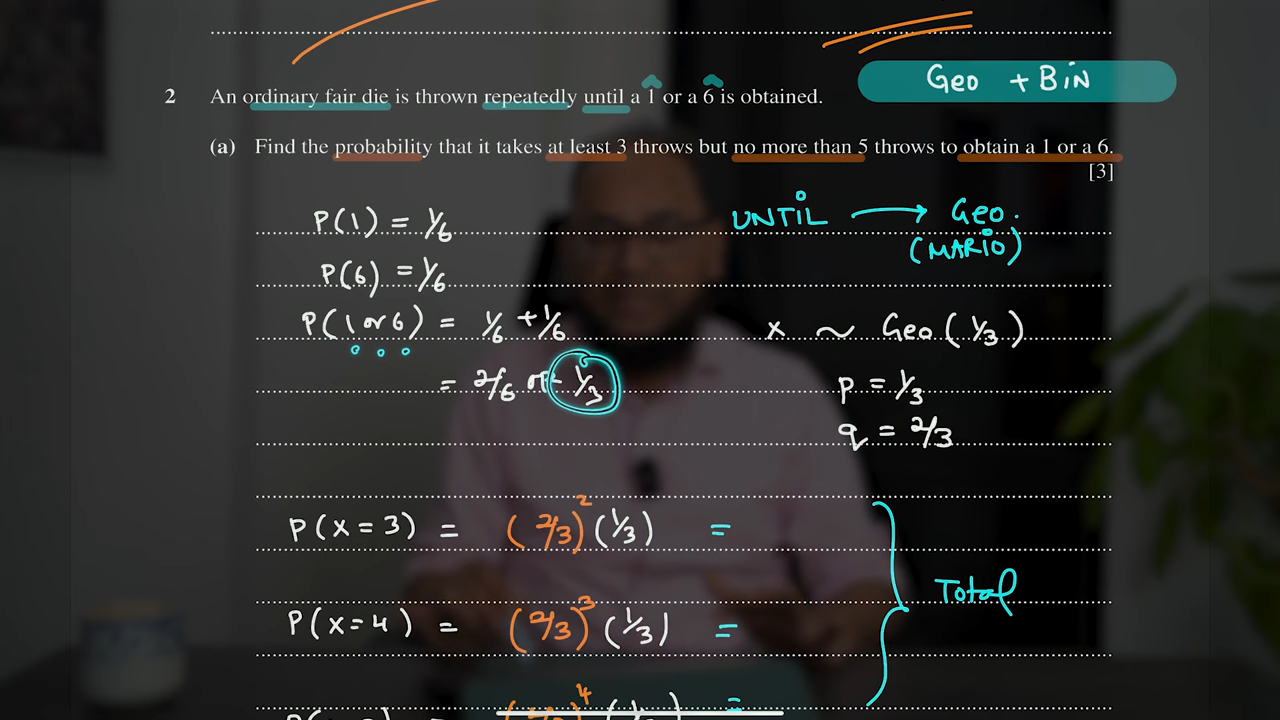 Geo + BiN
2 An ordinary fair die is thrown repeatedly until a 1 or a 6 is obtained.
(a) Find the probability that it takes at least 3 throws but no more than 5 throws to obtain a 1 or a 6.
[3]
P(1) = 1/6
UNTiL → Geo.
(MARiO)
P(6) = 1/6
P(1 or 6) = 1/6 + 1/6
X ~ Geo (1/3)
= 2/6 or 1/3
p = 1/3
q = 2/3
P(X=3) = (2/3)² (1/3) =
Total
P(X=4) = (2/3)³ (1/3) =